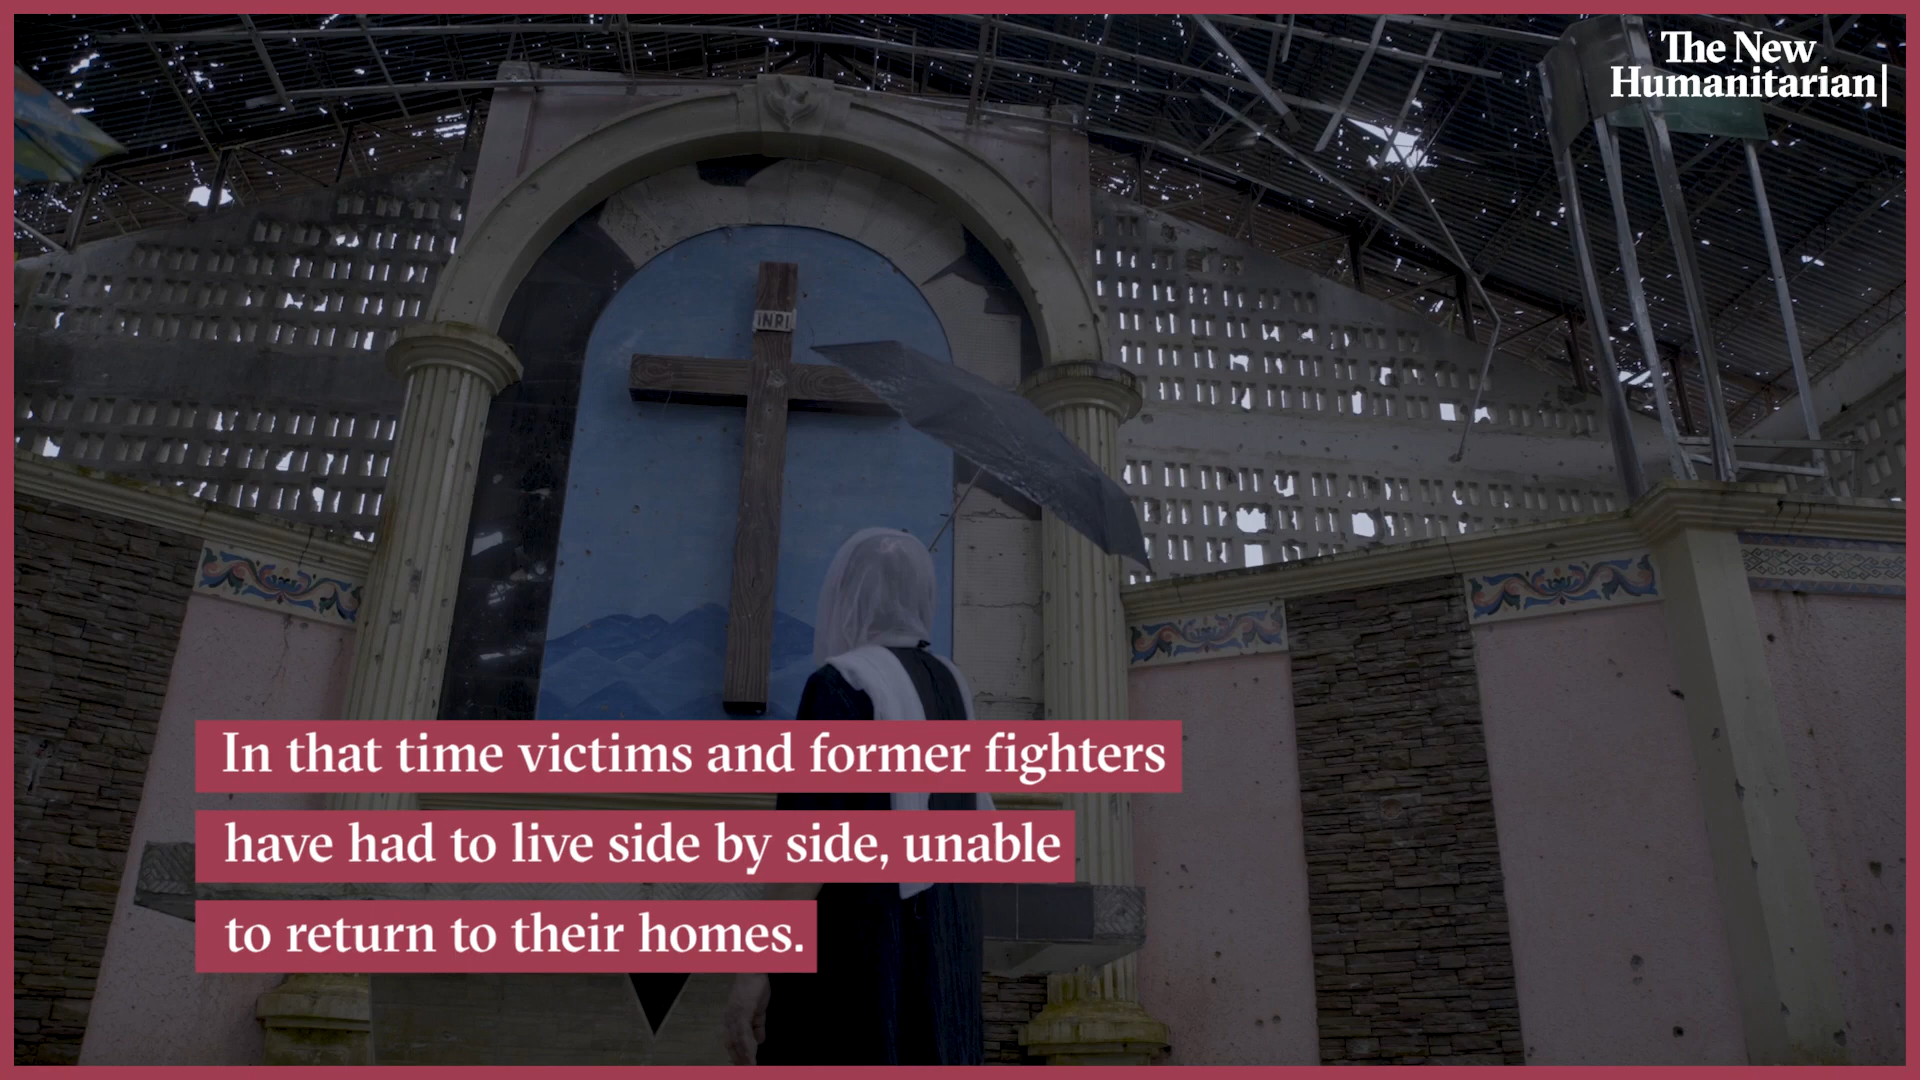 The New
Humanitarian|
INRI
In that time victims and former fighters
have had to live side by side, unable
to return to their homes.